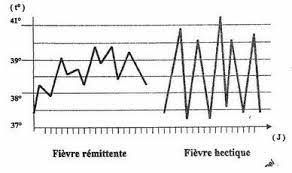 (t°)
41°
39°
38°
37°
(J)
Fièvre rémittente
Fièvre hectique